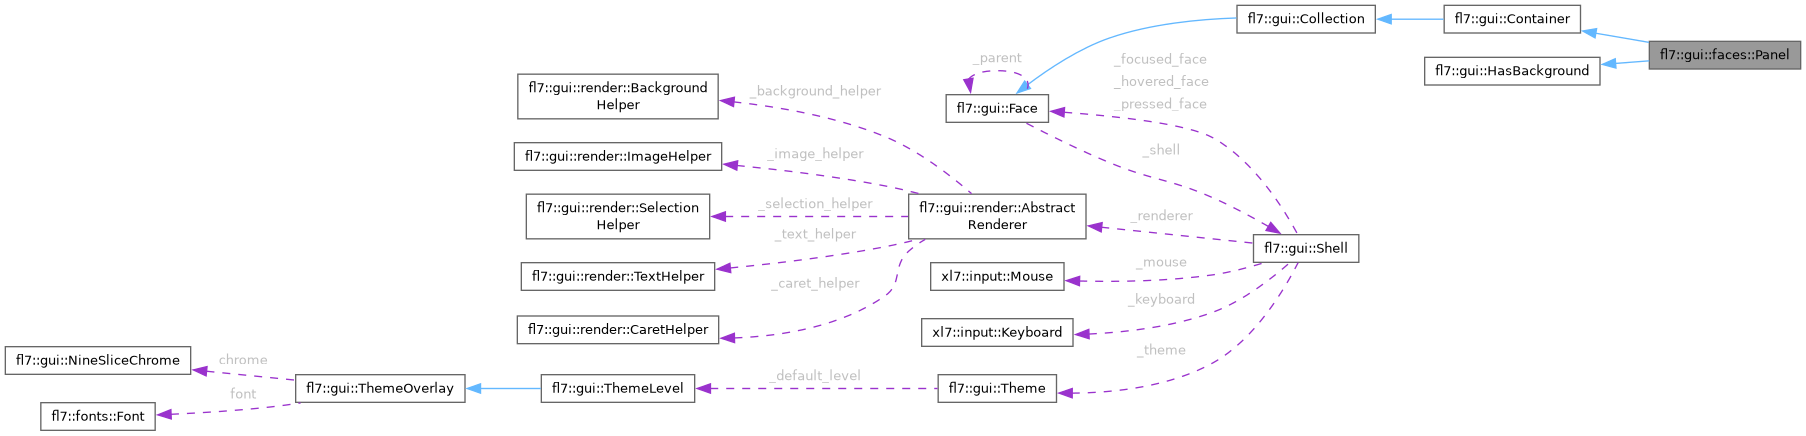 fl7::gui::Collection
fl7::gui::Container
fl7::gui::faces::Panel
_parent
_focused_face
_hovered_face
_pressed_face
fl7::gui::HasBackground
fl7::gui::render::Background
Helper
_background_helper
fl7::gui::Face
fl7::gui::render::ImageHelper
_image_helper
_shell
fl7::gui::render::Selection
Helper
_selection_helper
fl7::gui::render::Abstract
Renderer
_renderer
_text_helper
fl7::gui::Shell
fl7::gui::render::TextHelper
_caret_helper
xl7::input::Mouse
_mouse
_keyboard
fl7::gui::render::CaretHelper
xl7::input::Keyboard
_theme
fl7::gui::NineSliceChrome
chrome
font
fl7::gui::ThemeOverlay
fl7::gui::ThemeLevel
_default_level
fl7::gui::Theme
fl7::fonts::Font